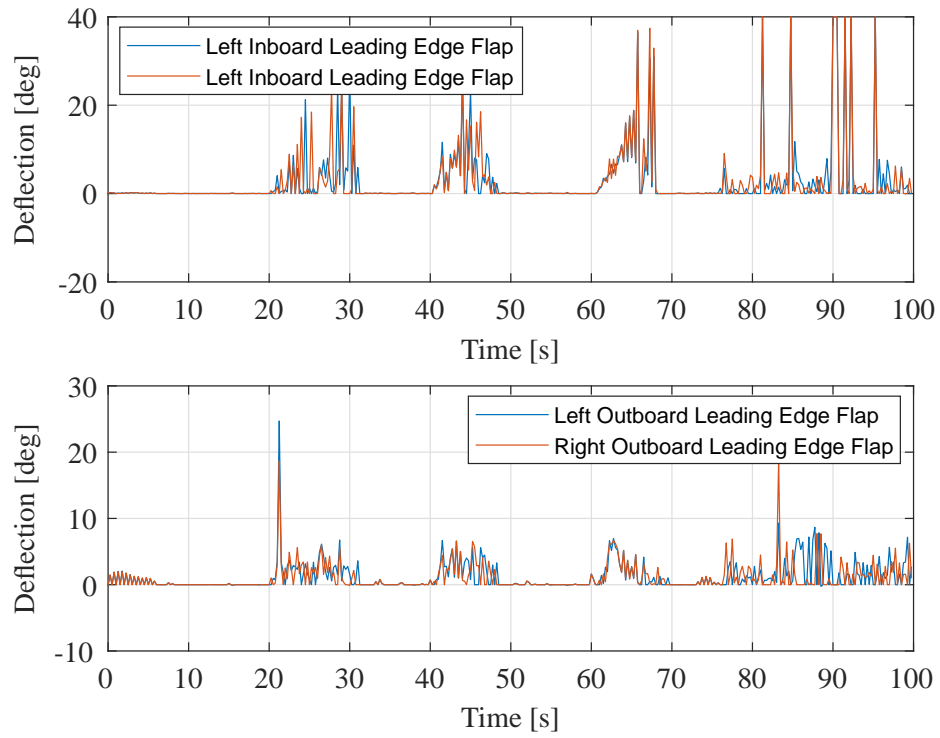 40
20
0
-20
Deflection [deg]
Left Inboard Leading Edge Flap
Left Inboard Leading Edge Flap
0 10 20 30 40 50 60 70 80 90 100
Time [s]
30
20
10
0
-10
Deflection [deg]
Left Outboard Leading Edge Flap
Right Outboard Leading Edge Flap
0 10 20 30 40 50 60 70 80 90 100
Time [s]